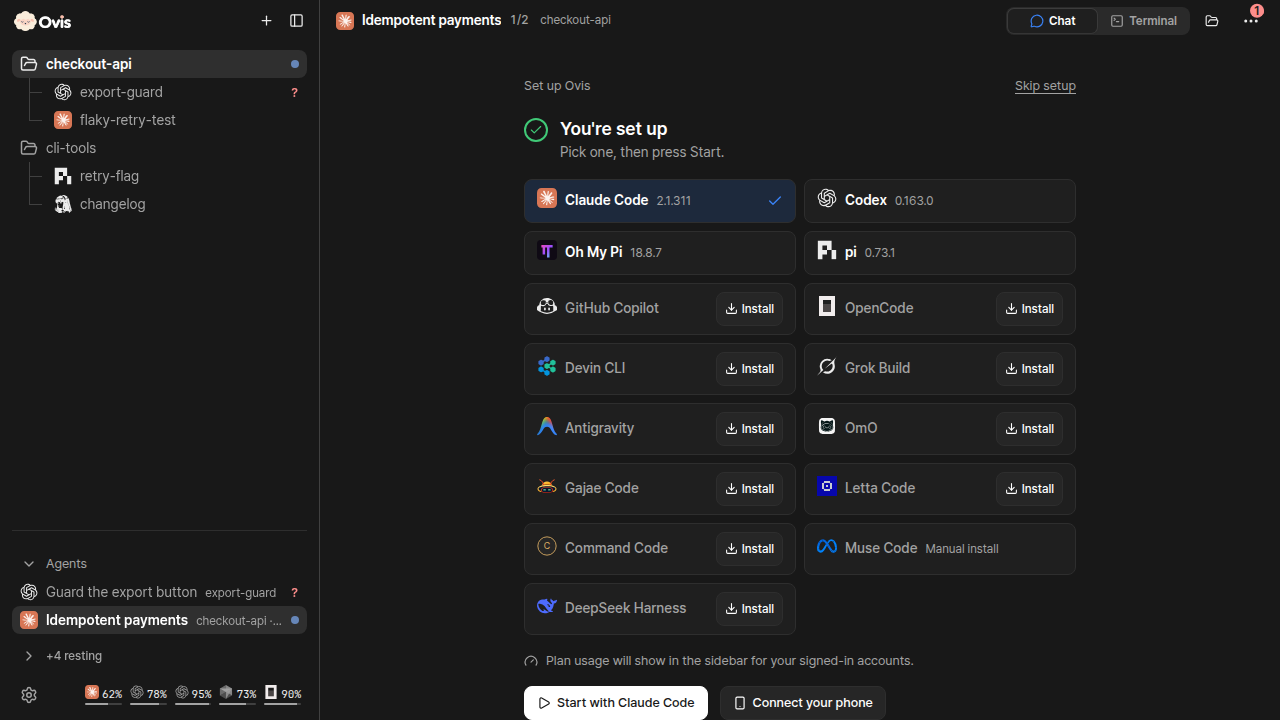 Ovis
checkout-api
export-guard ?
flaky-retry-test
cli-tools
retry-flag
changelog
Agents
Guard the export button export-guard ?
Idempotent payments checkout-api ·...
+4 resting
62% 78% 95% 73% 90%
Idempotent payments 1/2 checkout-api
Chat Terminal 1
Set up Ovis Skip setup
You're set up
Pick one, then press Start.
Claude Code 2.1.311 Codex 0.163.0
Oh My Pi 18.8.7 pi 0.73.1
GitHub Copilot Install OpenCode Install
Devin CLI Install Grok Build Install
Antigravity Install OmO Install
Gajae Code Install Letta Code Install
Command Code Install Muse Code Manual install
DeepSeek Harness Install
Plan usage will show in the sidebar for your signed-in accounts.
Start with Claude Code Connect your phone